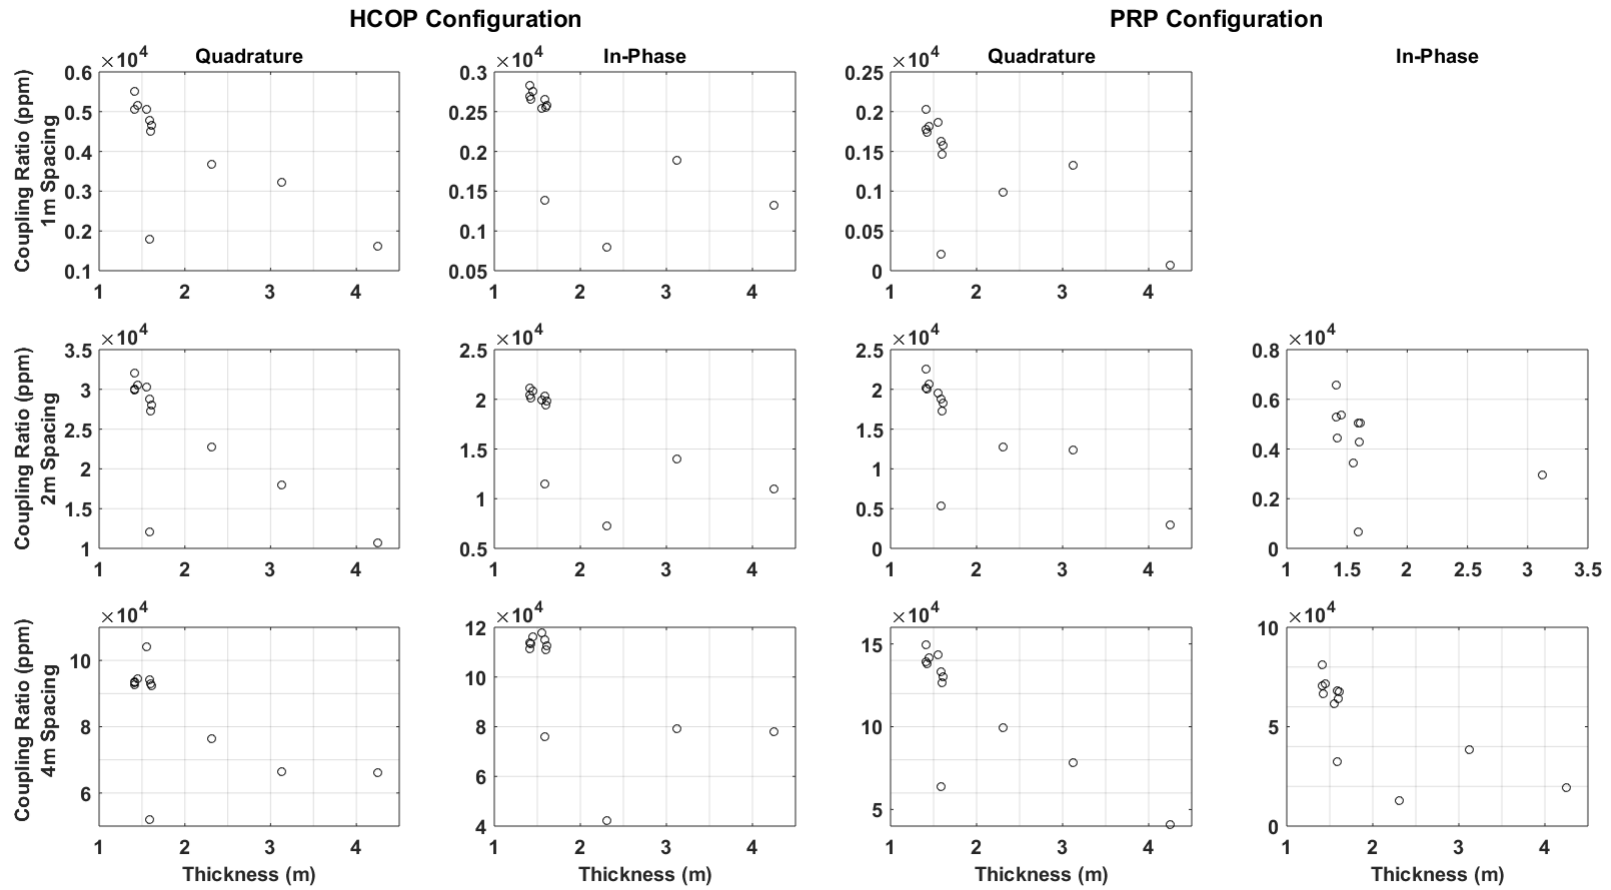 HCOP Configuration PRP Configuration
Quadrature In-Phase Quadrature In-Phase
Coupling Ratio (ppm)
1m Spacing
×10^4
0.6
0.5
0.4
0.3
0.2
0.1
1 2 3 4
×10^4
0.3
0.25
0.2
0.15
0.1
0.05
1 2 3 4
×10^4
0.25
0.2
0.15
0.1
0.05
0
1 2 3 4
Coupling Ratio (ppm)
2m Spacing
×10^4
3.5
3
2.5
2
1.5
1
1 2 3 4
×10^4
2.5
2
1.5
1
0.5
1 2 3 4
×10^4
2.5
2
1.5
1
0.5
0
1 2 3 4
×10^4
0.8
0.6
0.4
0.2
0
1 1.5 2 2.5 3 3.5
Coupling Ratio (ppm)
4m Spacing
×10^4
10
8
6
1 2 3 4
Thickness (m)
×10^4
12
10
8
6
4
1 2 3 4
Thickness (m)
×10^4
15
10
5
1 2 3 4
Thickness (m)
×10^4
10
5
0
1 2 3 4
Thickness (m)